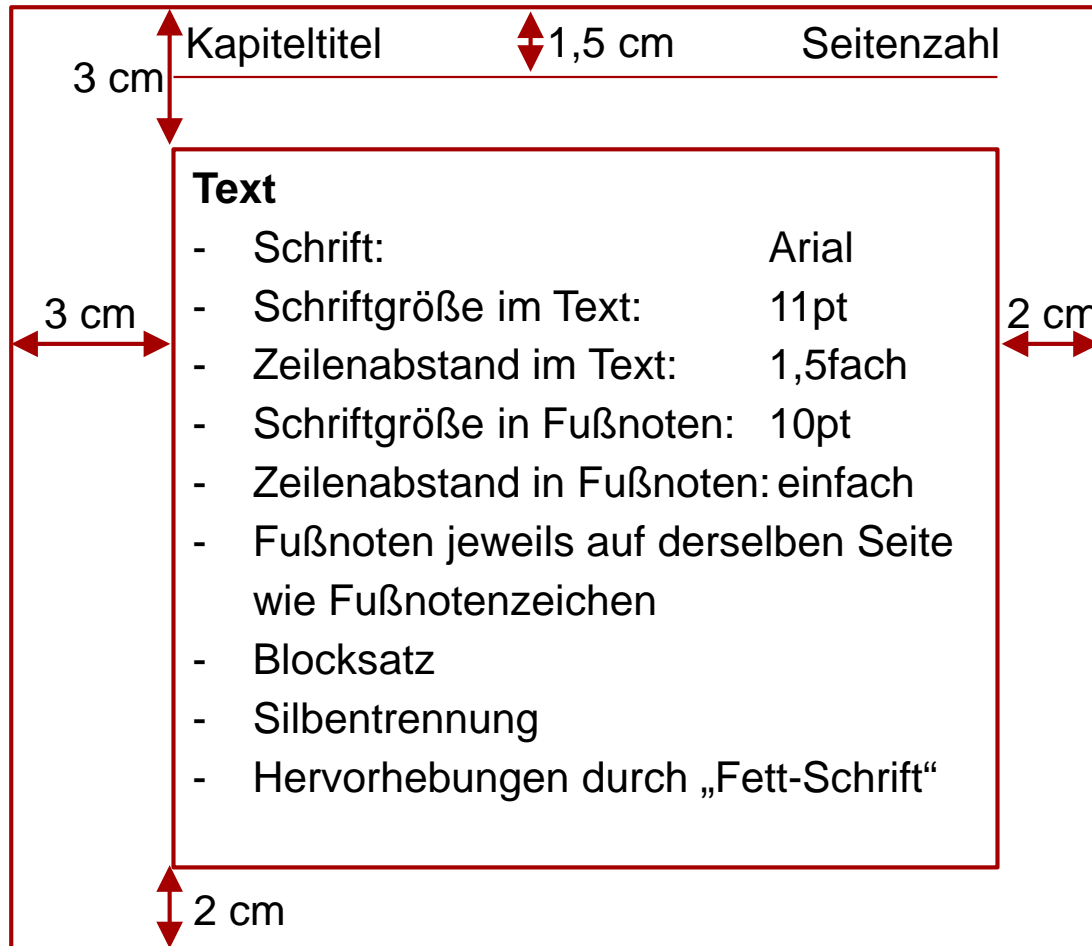 Kapiteltitel 1,5 cm Seitenzahl
3 cm
Text
- Schrift: Arial
- Schriftgröße im Text: 11pt
3 cm
2 cm
- Zeilenabstand im Text: 1,5fach
- Schriftgröße in Fußnoten: 10pt
- Zeilenabstand in Fußnoten: einfach
- Fußnoten jeweils auf derselben Seite
wie Fußnotenzeichen
- Blocksatz
- Silbentrennung
- Hervorhebungen durch „Fett-Schrift“
2 cm